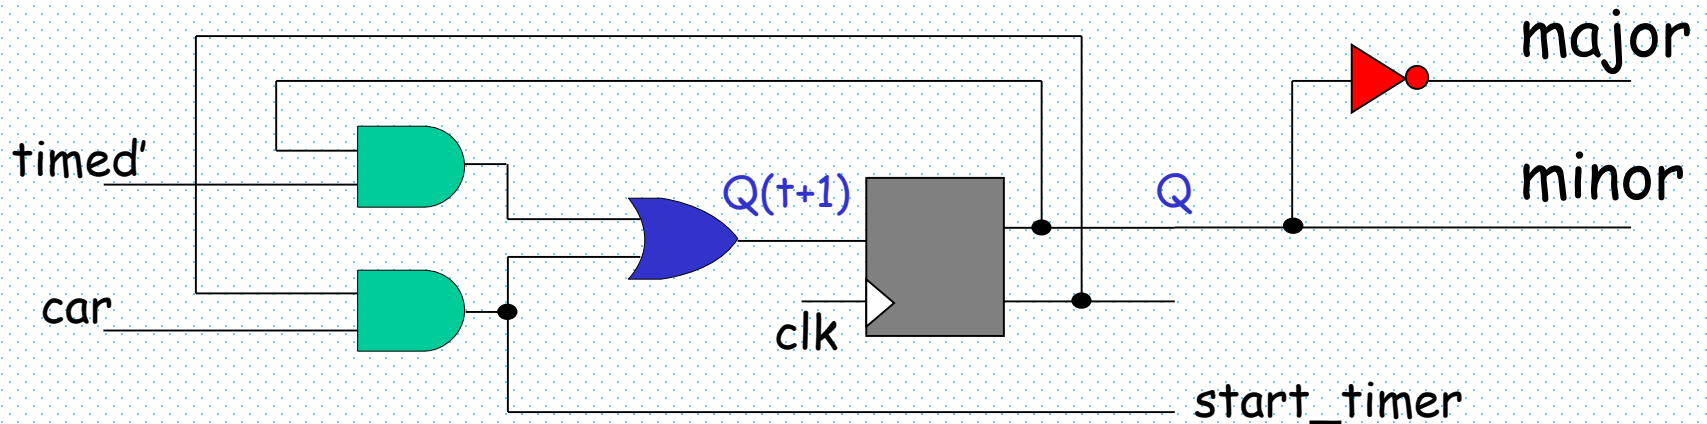 major
timed’
Q(t+1)
Q
minor
car
clk
start_timer